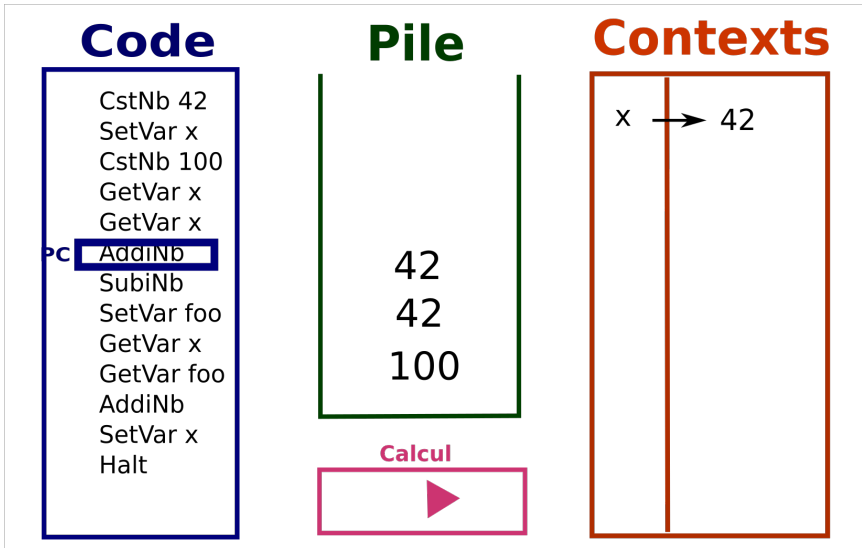 Code
CstNb 42
SetVar x
CstNb 100
GetVar x
GetVar x
PC AddiNb
SubiNb
SetVar foo
GetVar x
GetVar foo
AddiNb
SetVar x
Halt
Pile
42
42
100
Calcul
Contexts
x 42